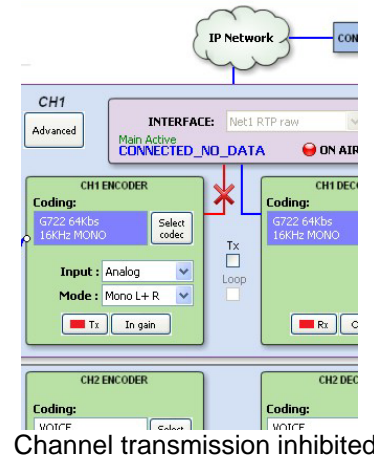 IP Network
CON
CH1
Advanced
INTERFACE: Net1 RTP raw
Main Active
CONNECTED_NO_DATA
ON AIR
CH1 ENCODER
CH1 DEC
Coding:
Coding:
G722 64Kbs
16KHz MONO
Select
codec
G722 64Kbs
16KHz MONO
Tx
Loop
Input : Analog
Mode : Mono L+ R
Tx
In gain
Rx
CH2 ENCODER
CH2 DEC
Coding:
Coding:
VOICE
Select
VOICE
Channel transmission inhibited